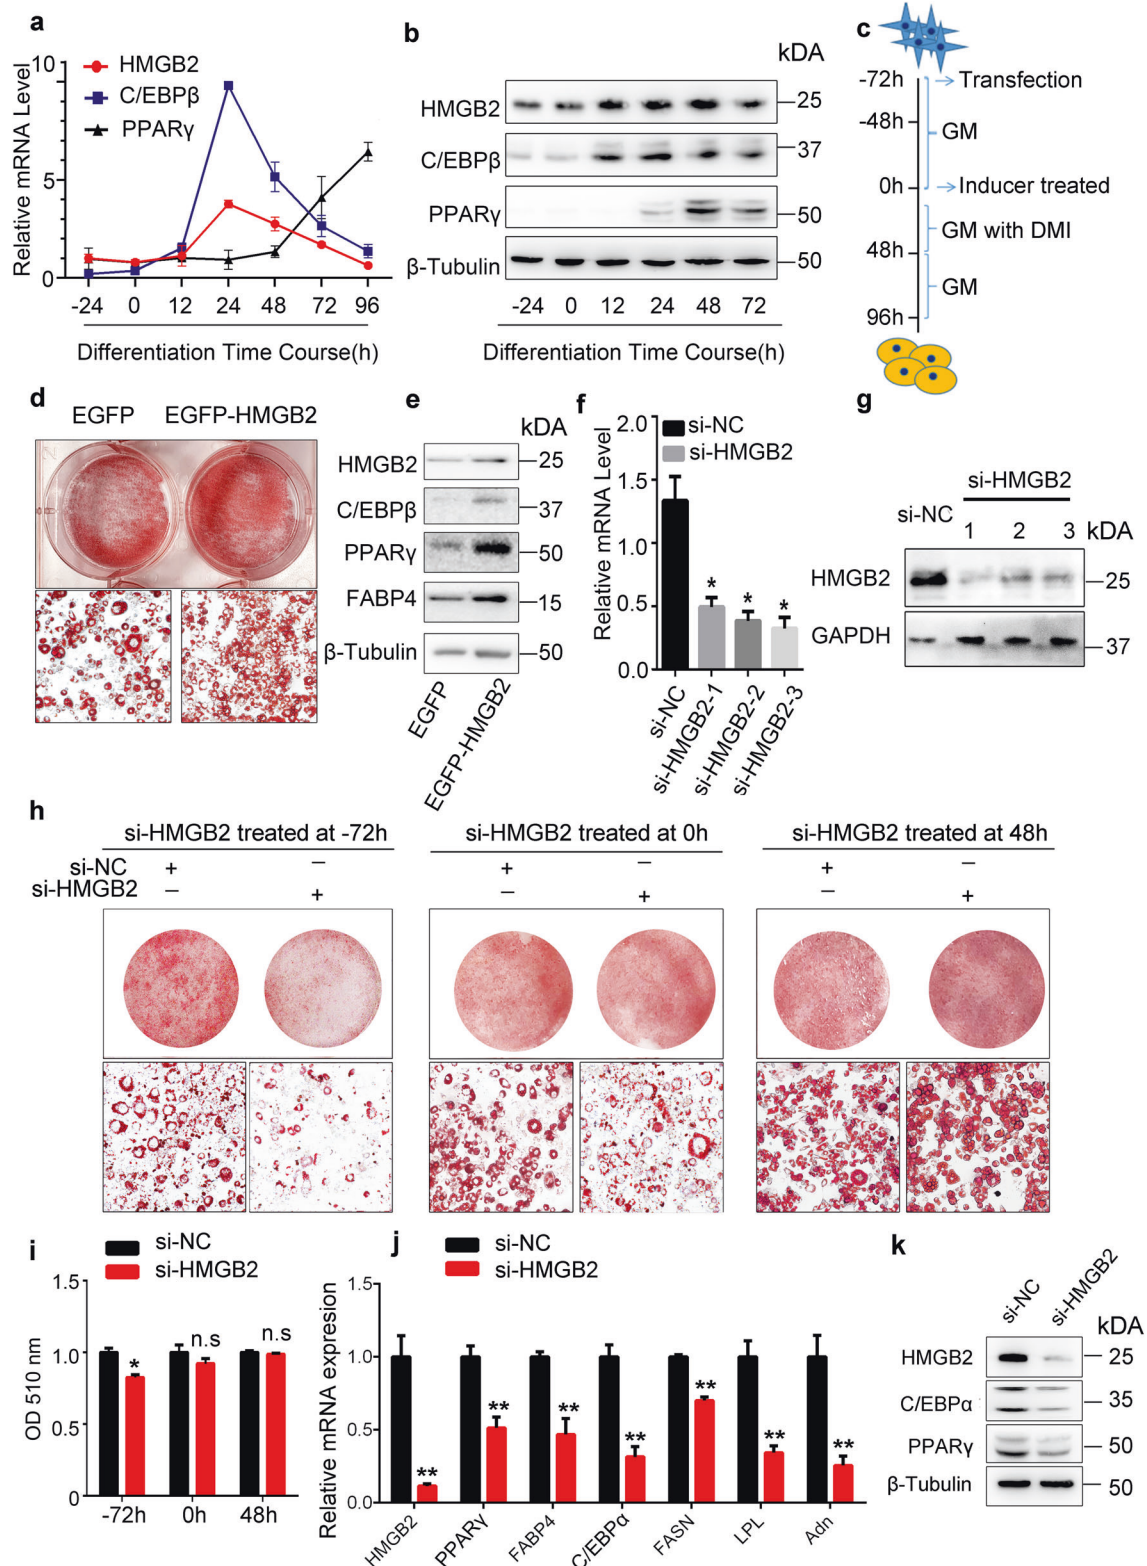 a
HMGB2
C/EBPβ
PPARγ
Relative mRNA Level
10
5
0
-24 0 12 24 48 72 96
Differentiation Time Course(h)
b
kDA
HMGB2 25
C/EBPβ 37
PPARγ 50
β-Tubulin 50
-24 0 12 24 48 72
Differentiation Time Course(h)
c
-72h Transfection
-48h GM
0h Inducer treated
GM with DMI
48h
GM
96h
d
EGFP EGFP-HMGB2
e
kDA
HMGB2 25
C/EBPβ 37
PPARγ 50
FABP4 15
β-Tubulin 50
EGFP
EGFP-HMGB2
f
si-NC
si-HMGB2
Relative mRNA Level
2.0
1.5
1.0
0.5
0.0
* * *
si-NC
si-HMGB2-1
si-HMGB2-2
si-HMGB2-3
g
si-HMGB2
si-NC 1 2 3 kDA
HMGB2 25
GAPDH 37
h
si-HMGB2 treated at -72h si-HMGB2 treated at 0h si-HMGB2 treated at 48h
si-NC + − + − + −
si-HMGB2 − + − + − +
i
si-NC
si-HMGB2
OD 510 nm
1.5
1.0
0.5
0
* n.s n.s
-72h 0h 48h
j
si-NC
si-HMGB2
Relative mRNA expresion
1.5
1.0
0.5
0.0
** ** ** ** ** ** **
HMGB2 PPARγ FABP4 C/EBPα FASN LPL Adn
k
si-NC si-HMGB2
kDA
HMGB2 25
C/EBPα 35
PPARγ 50
β-Tubulin 50